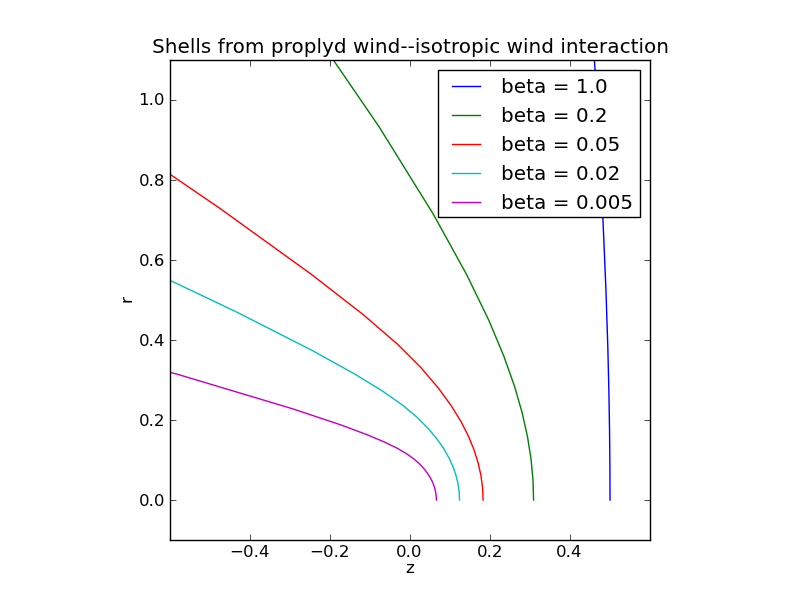 Shells from proplyd wind--isotropic wind interaction
beta = 1.0
beta = 0.2
beta = 0.05
beta = 0.02
beta = 0.005
1.0
0.8
0.6
0.4
0.2
0.0
r
−0.4 −0.2 0.0 0.2 0.4
z